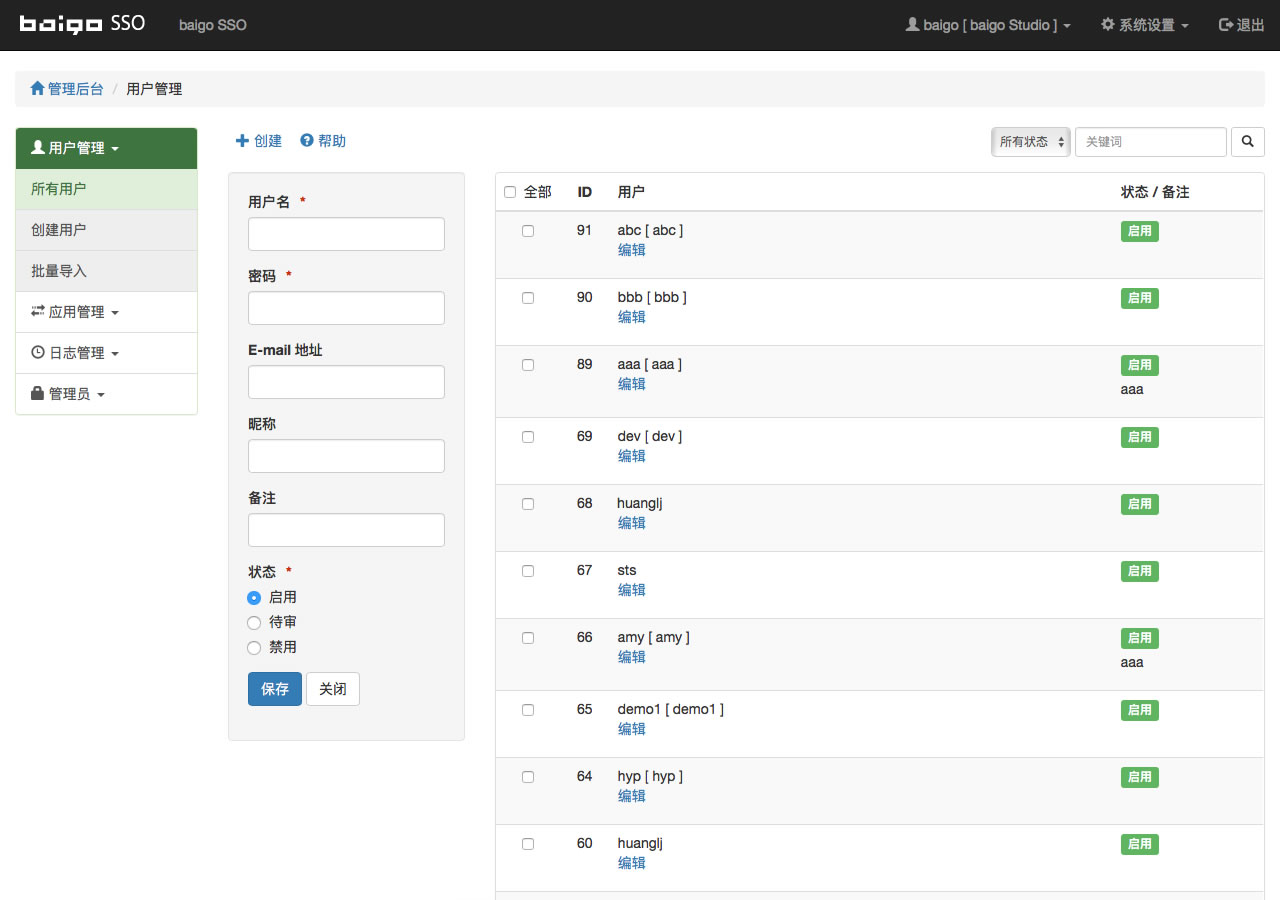 baigo SSO baigo SSO baigo [ baigo Studio ] 系统设置 退出
管理后台 / 用户管理
用户管理
所有用户
创建用户
批量导入
应用管理
日志管理
管理员
创建 帮助
所有状态 关键词
用户名 *
密码 *
E-mail 地址
昵称
备注
状态 *
启用
待审
禁用
保存 关闭
全部 ID 用户 状态 / 备注
91 abc [ abc ] 启用
编辑
90 bbb [ bbb ] 启用
编辑
89 aaa [ aaa ] 启用
编辑 aaa
69 dev [ dev ] 启用
编辑
68 huanglj 启用
编辑
67 sts 启用
编辑
66 amy [ amy ] 启用
编辑 aaa
65 demo1 [ demo1 ] 启用
编辑
64 hyp [ hyp ] 启用
编辑
60 huanglj 启用
编辑